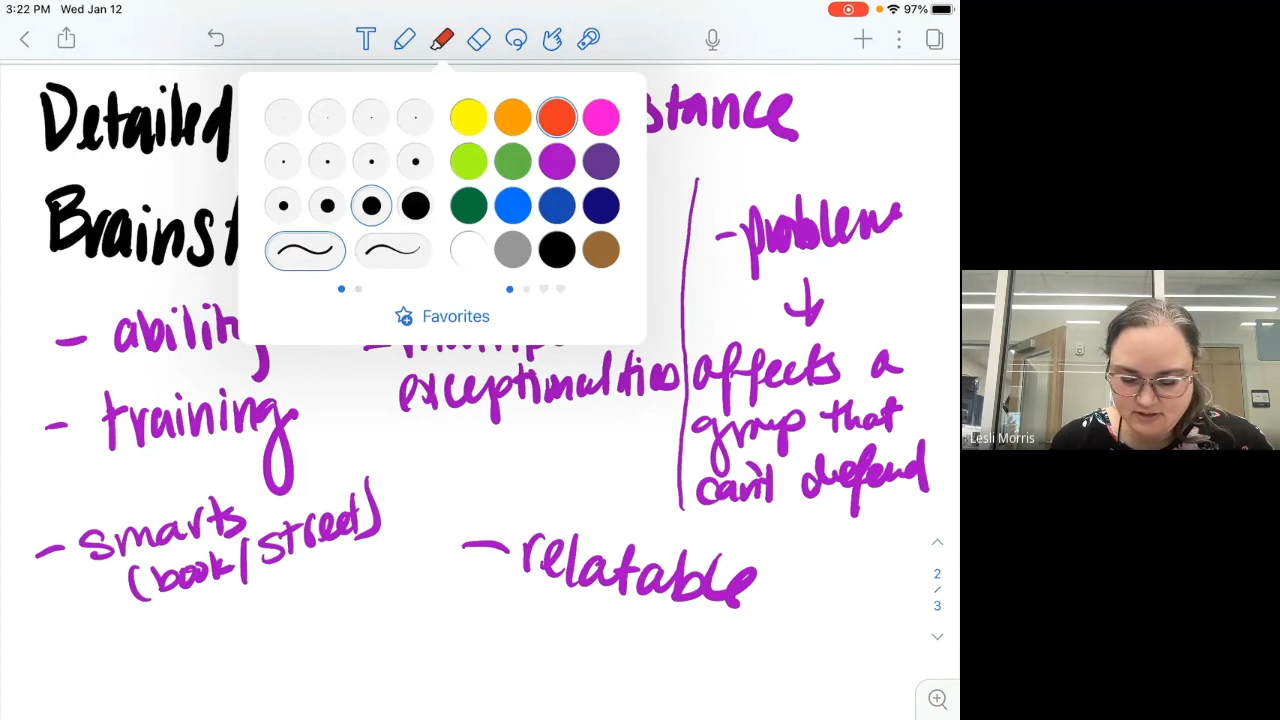 3:22 PM Wed Jan 12
97%
T
Detailed
stance
Brainst
- ability
- training
- smarts
(book/street)
exceptionalities
- relatable
- problem
↓
affects a
group that
can't defend
Favorites
2
/
3
Lesli Morris